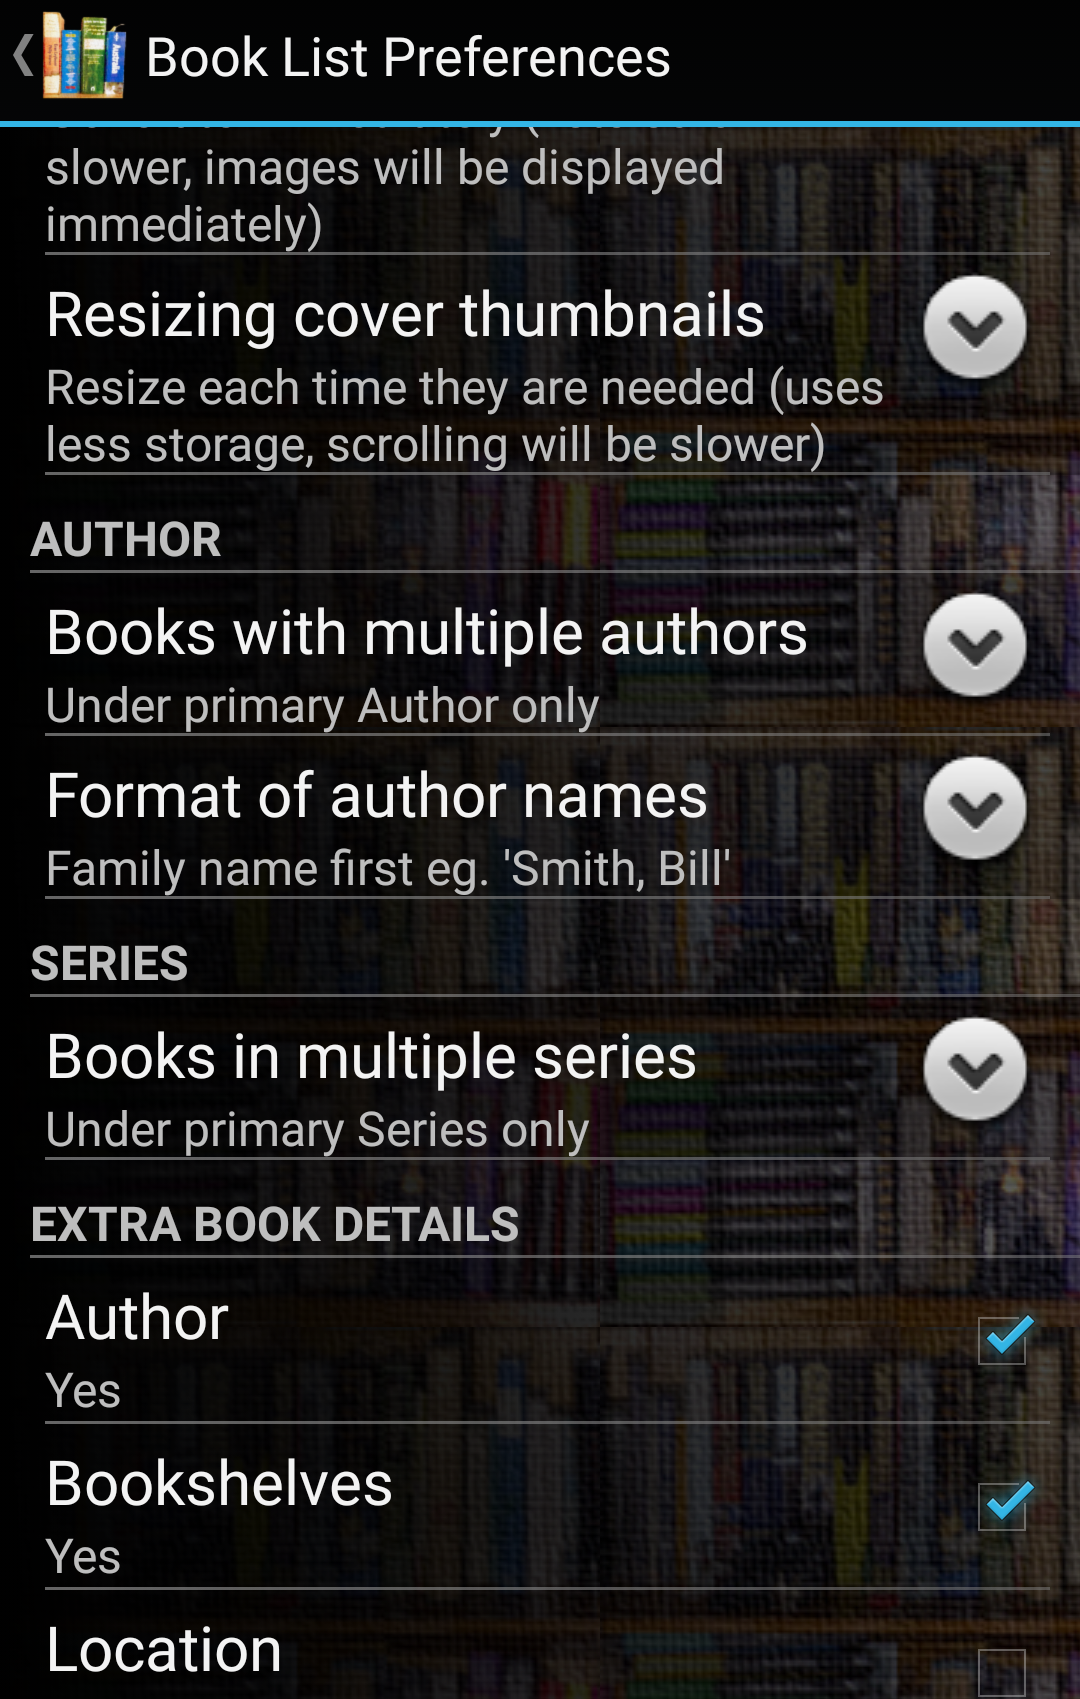 Book List Preferences
slower, images will be displayed
immediately)
Resizing cover thumbnails
Resize each time they are needed (uses
less storage, scrolling will be slower)
AUTHOR
Books with multiple authors
Under primary Author only
Format of author names
Family name first eg. 'Smith, Bill'
SERIES
Books in multiple series
Under primary Series only
EXTRA BOOK DETAILS
Author
Yes
Bookshelves
Yes
Location